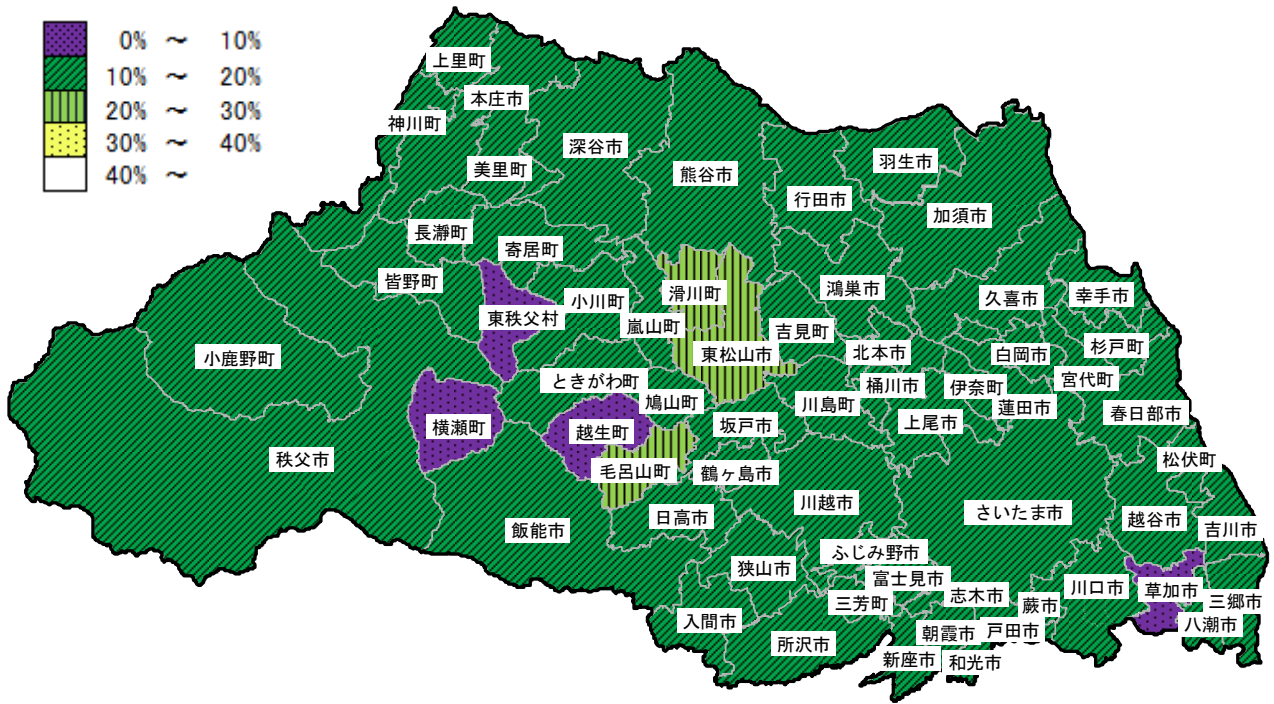 0% ～ 10%
10% ～ 20%
20% ～ 30%
30% ～ 40%
40% ～
上里町
本庄市
神川町
深谷市
美里町
熊谷市
羽生市
行田市
加須市
長瀞町
寄居町
皆野町
小川町
滑川町
鴻巣市
久喜市
幸手市
東秩父村
嵐山町
吉見町
小鹿野町
東松山市
北本市
白岡市
杉戸町
ときがわ町
桶川市
伊奈町
宮代町
鳩山町
川島町
蓮田市
横瀬町
越生町
坂戸市
上尾市
春日部市
秩父市
毛呂山町
鶴ヶ島市
松伏町
川越市
さいたま市
飯能市
日高市
越谷市
吉川市
ふじみ野市
狭山市
富士見市
志木市
川口市
草加市
三芳町
蕨市
三郷市
入間市
所沢市
朝霞市
戸田市
八潮市
新座市
和光市